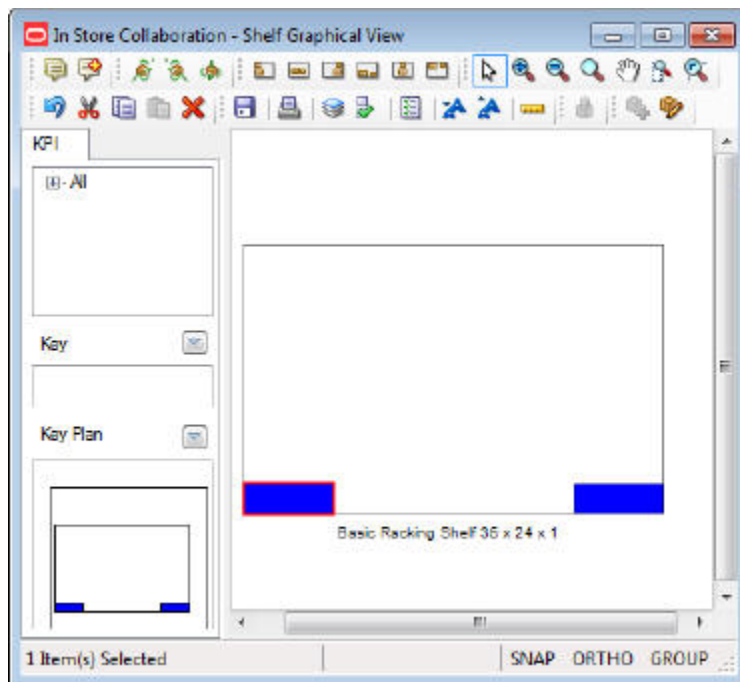 In Store Collaboration - Shelf Graphical View
KPI
All
Key
Key Plan
Basic Racking Shelf 36 x 24 x 1
1 Item(s) Selected
SNAP ORTHO GROUP